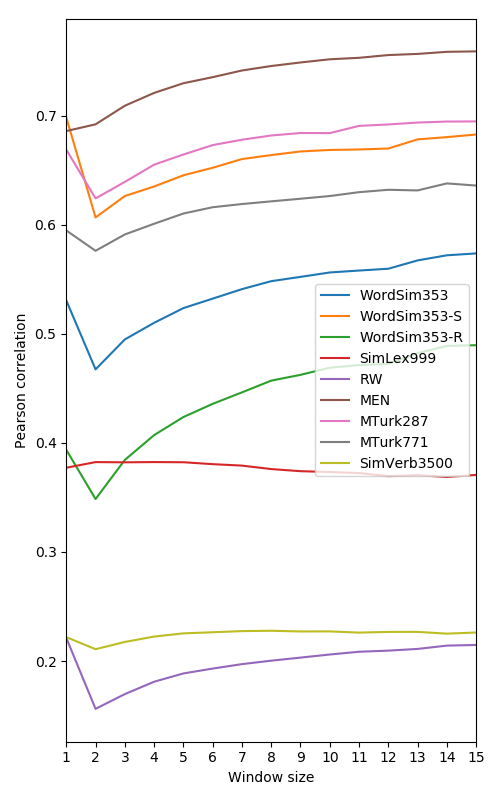 0.7
0.6
0.5
0.4
0.3
0.2
Pearson correlation
WordSim353
WordSim353-S
WordSim353-R
SimLex999
RW
MEN
MTurk287
MTurk771
SimVerb3500
1 2 3 4 5 6 7 8 9 10 11 12 13 14 15
Window size